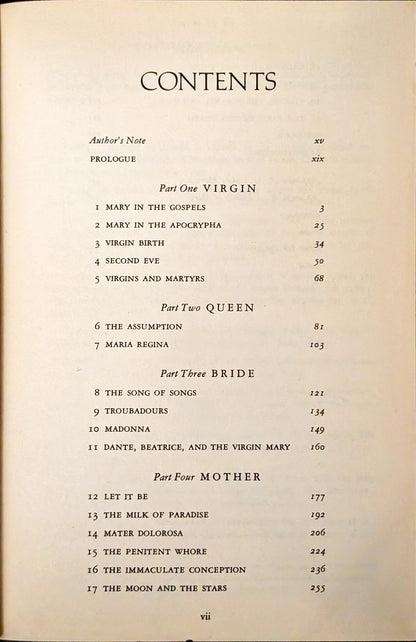 CONTENTS
Author's Note xv
PROLOGUE xix
Part One VIRGIN
1 MARY IN THE GOSPELS 3
2 MARY IN THE APOCRYPHA 25
3 VIRGIN BIRTH 34
4 SECOND EVE 50
5 VIRGINS AND MARTYRS 68
Part Two QUEEN
6 THE ASSUMPTION 81
7 MARIA REGINA 103
Part Three BRIDE
8 THE SONG OF SONGS 121
9 TROUBADOURS 134
10 MADONNA 149
11 DANTE, BEATRICE, AND THE VIRGIN MARY 160
Part Four MOTHER
12 LET IT BE 177
13 THE MILK OF PARADISE 192
14 MATER DOLOROSA 206
15 THE PENITENT WHORE 224
16 THE IMMACULATE CONCEPTION 236
17 THE MOON AND THE STARS 255
vii